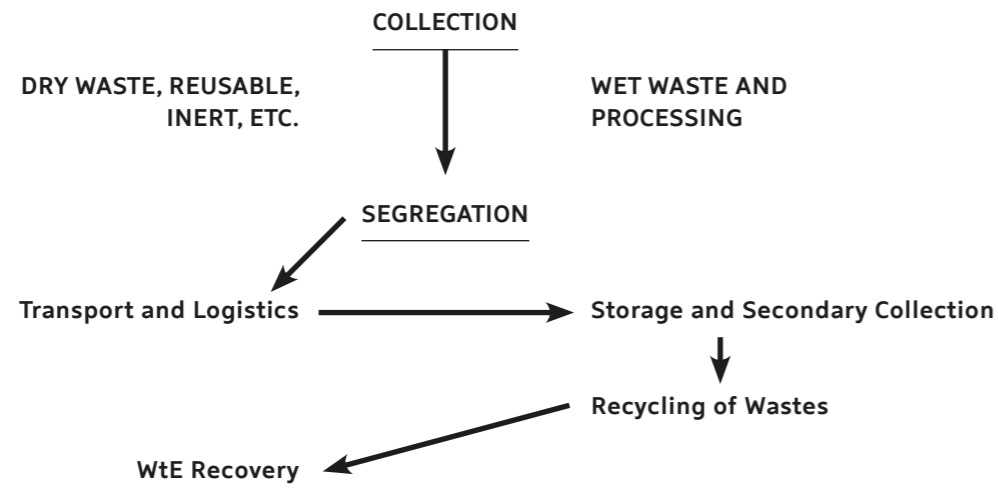 COLLECTION
DRY WASTE, REUSABLE,
INERT, ETC.
WET WASTE AND
PROCESSING
SEGREGATION
Transport and Logistics
Storage and Secondary Collection
Recycling of Wastes
WtE Recovery